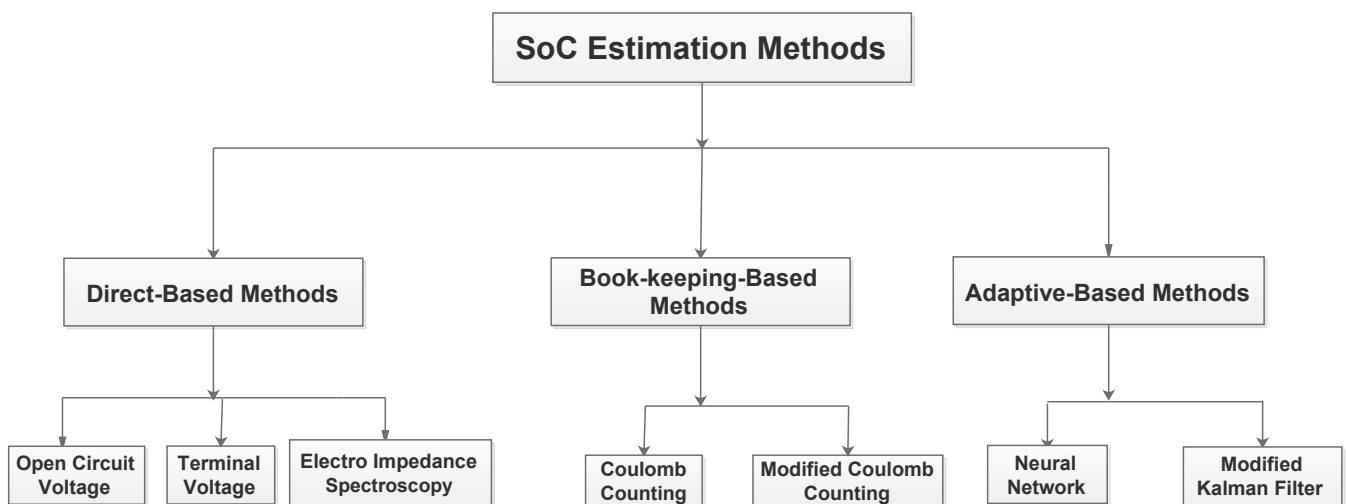 SoC Estimation Methods
Direct-Based Methods
Book-keeping-Based
Methods
Adaptive-Based Methods
Open Circuit
Voltage
Terminal
Voltage
Electro Impedance
Spectroscopy
Coulomb
Counting
Modified Coulomb
Counting
Neural
Network
Modified
Kalman Filter